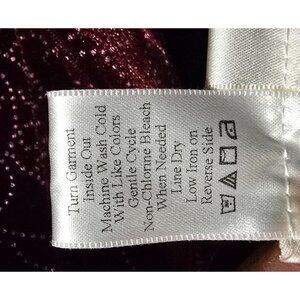 Turn Garment
Inside Out
Machine Wash Cold
With Like Colors
Gentle Cycle
Non-Chlorine Bleach
When Needed
Line Dry
Low Iron on
Reverse Side